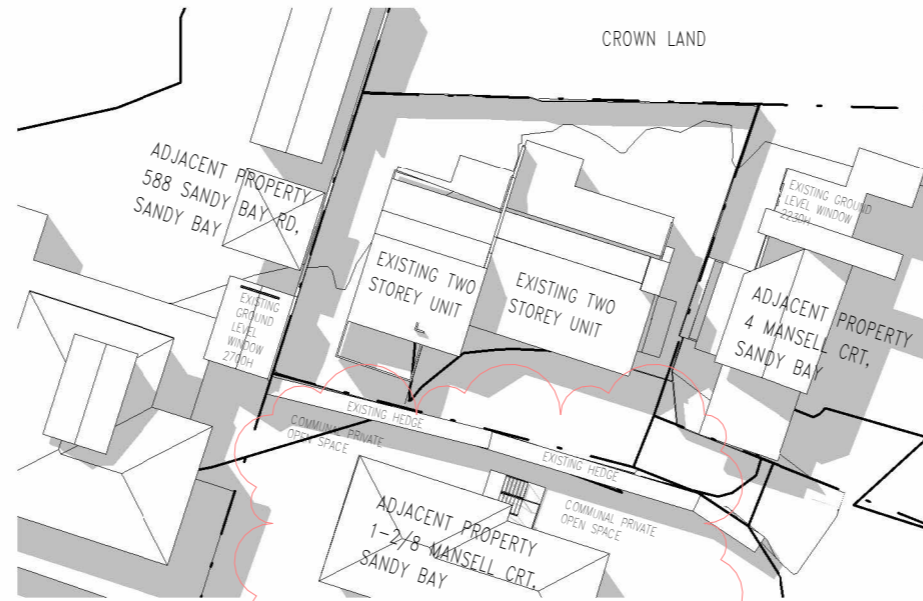 CROWN LAND
ADJACENT PROPERTY
588 SANDY BAY RD,
SANDY BAY
EXISTING GROUND
LEVEL WINDOW
2230H
EXISTING TWO
STOREY UNIT
EXISTING TWO
STOREY UNIT
ADJACENT PROPERTY
4 MANSELL CRT,
SANDY BAY
EXISTING
GROUND
LEVEL
WINDOW
2700H
EXISTING HEDGE
COMMUNAL PRIVATE
OPEN SPACE
EXISTING HEDGE
COMMUNAL PRIVATE
OPEN SPACE
ADJACENT PROPERTY
1-2/8 MANSELL CRT,
SANDY BAY